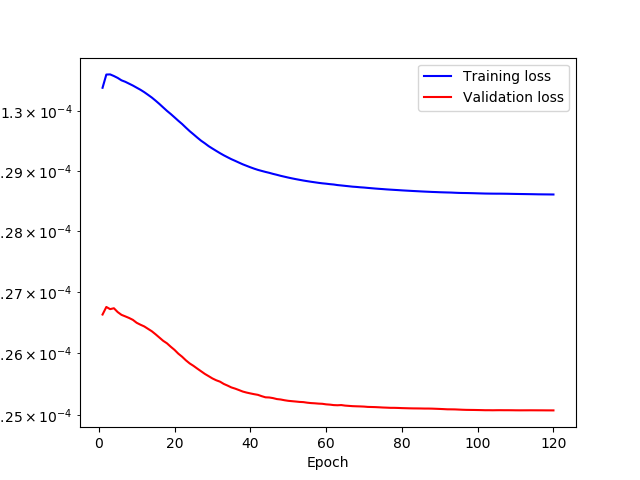 Training loss
Validation loss
1.3 × 10⁻⁴
.29 × 10⁻⁴
.28 × 10⁻⁴
.27 × 10⁻⁴
.26 × 10⁻⁴
.25 × 10⁻⁴
0 20 40 60 80 100 120
Epoch